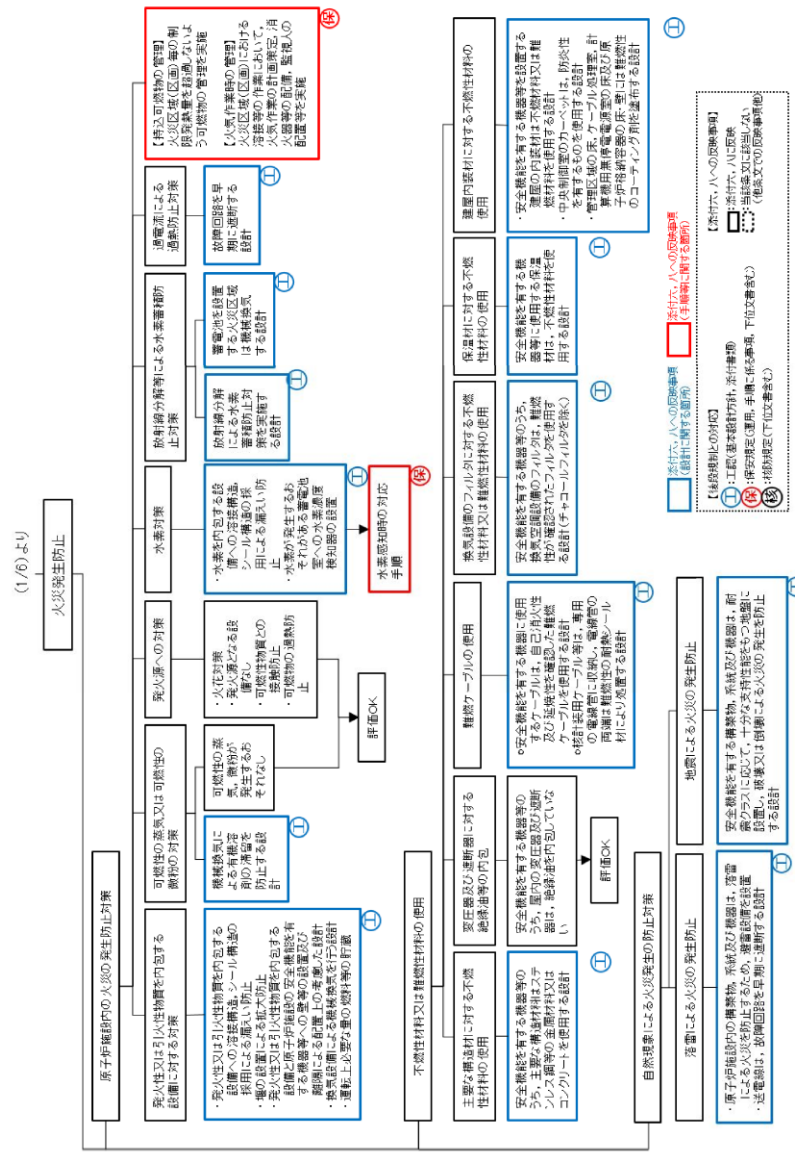 (1/6)より
火災発生防止
原子炉施設内の火災の発生防止対策
発火性又は引火性物質を内包する
設備に対する対策
・発火性又は引火性物質を内包する
設備への溶接構造,シール構造の
採用による漏えい防止
・堰の設置による拡大防止
・発火性又は引火性物質を内包する
設備と原子炉施設の安全機能を有
する機器等への壁等の設置及び
離隔による配置上の考慮した設計
・換気設備による機械換気を行う設計
・運転上必要な量の燃料等の貯蔵
工
可燃性の蒸気又は可燃性の
微粉の対策
機械換気に
よる有機溶
剤の滞留を
防止する設
計
工
可燃性の蒸
気,微粉が
発生するお
それなし
発火源への対策
・火花対策
・発火源となる設
備なし
・可燃性物質との
接触防止
・可燃物の過熱防
止
評価OK
水素対策
・水素を内包する設
備への溶接構造,
シール構造の採
用による漏えい防
止
・水素が発生するお
それがある蓄電池
室への水素濃度
検知器の設置
工
水素感知時の対応
手順
保
放射線分解等による水素蓄積防
止対策
放射線分解
による水素
蓄積防止対
策を実施す
る設計
工
蓄電池を設置
する火災区域
は機械換気
する設計
工
過電流による
過熱防止対策
故障回路を早
期に遮断する
設計
工
【持込可燃物の管理】
火災区域(区画)毎の制
限発熱量を超過しないよ
う可燃物の管理を実施
【火気作業時の管理】
火災区域(区画)における
溶接等の作業において,
火気作業の計画策定,消
火器等の配備,監視人の
配置等を実施
保
不燃性材料又は難燃性材料の使用
主要な構造材に対する不燃
性材料の使用
安全機能を有する機器等の
うち,主要な構造材料はステ
ンレス鋼等の金属材料又は
コンクリートを使用する設計
工
変圧器及び遮断器に対する
絶縁油等の内包
安全機能を有する機器等の
うち,屋内の変圧器及び遮断
器は,絶縁油を内包していな
い
評価OK
難燃ケーブルの使用
○安全機能を有する機器に使用
するケーブルは,自己消火性
及び延焼性を確認した難燃
ケーブルを使用する設計
○核計装用ケーブル等は,専用
の電線管に収納し,電線管の
両端は難燃性の耐熱シール
材により処置する設計
工
換気設備のフィルタに対する不燃
性材料又は難燃性材料の使用
安全機能を有する機器等のうち,
換気空調設備のフィルタは,難燃
性が確認されたフィルタを使用す
る設計(チャコールフィルタを除く)
工
保温材に対する不燃
性材料の使用
安全機能を有する機
器等に使用する保温
材は,不燃性材料を使
用する設計
工
建屋内装材に対する不燃性材料の
使用
・安全機能を有する機器等を設置する
建屋の内装材は不燃材料又は難
燃材料を使用する設計
・中央制御室のカーペットは,防炎性
を有するものを使用する設計
・管理区域の床,ケーブル処理室,計
算機用無停電電源室の床及び原
子炉格納容器の床・壁には難燃性
のコーティング剤を塗布する設計
工
自然現象による火災発生の防止対策
落雷による火災の発生防止
・原子炉施設内の構築物,系統及び機器は,落雷
による火災を防止するため,避雷設備を設置
・送電線は,故障回路を早期に遮断する設計
工
地震による火災の発生防止
安全機能を有する構築物,系統及び機器は,耐
震クラスに応じて,十分な支持性能をもつ地盤に
設置し,破壊又は倒壊による火災の発生を防止
する設計
添付六,八への反映事項
(設計に関する箇所)
添付六,八への反映事項
(手順等に関する箇所)
【後段規制との対応】
工:工認(基本設計方針,添付書類)
保:保安規定(運用,手順に係る事項,下位文書含む)
核:核防規定(下位文書含む)
【添付六,八への反映事項】
:添付六,八に反映
:当該条文に該当しない
(他条文での反映事項他)